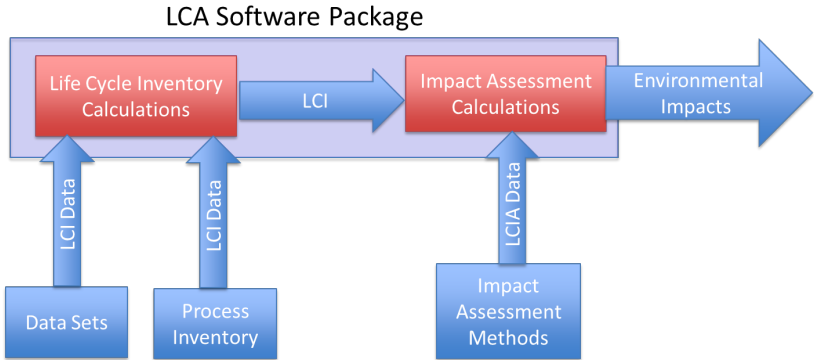 LCA Software Package
Life Cycle Inventory
Calculations
LCI
Impact Assessment
Calculations
Environmental
Impacts
LCI Data
LCI Data
LCIA Data
Data Sets
Process
Inventory
Impact
Assessment
Methods